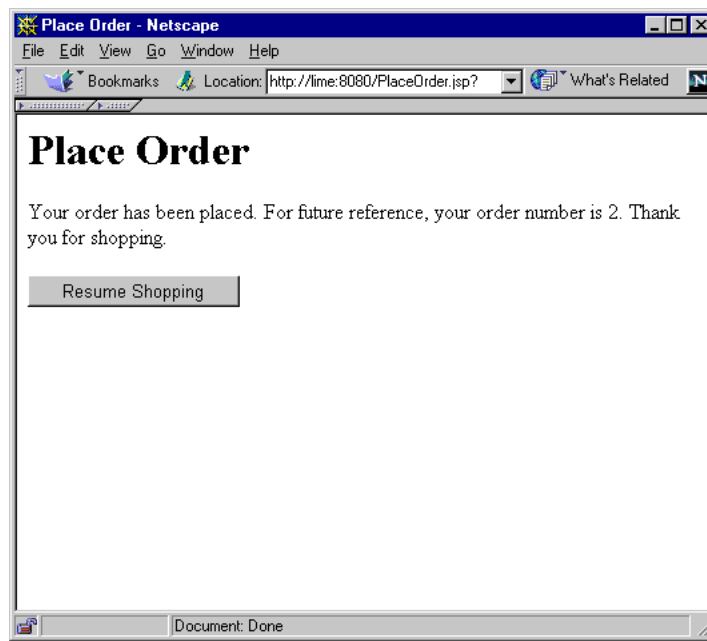 Place Order - Netscape
File Edit View Go Window Help
Bookmarks Location: http://lime:8080/PlaceOrder.jsp? What's Related N
Place Order
Your order has been placed. For future reference, your order number is 2. Thank
you for shopping.
Resume Shopping
Document: Done